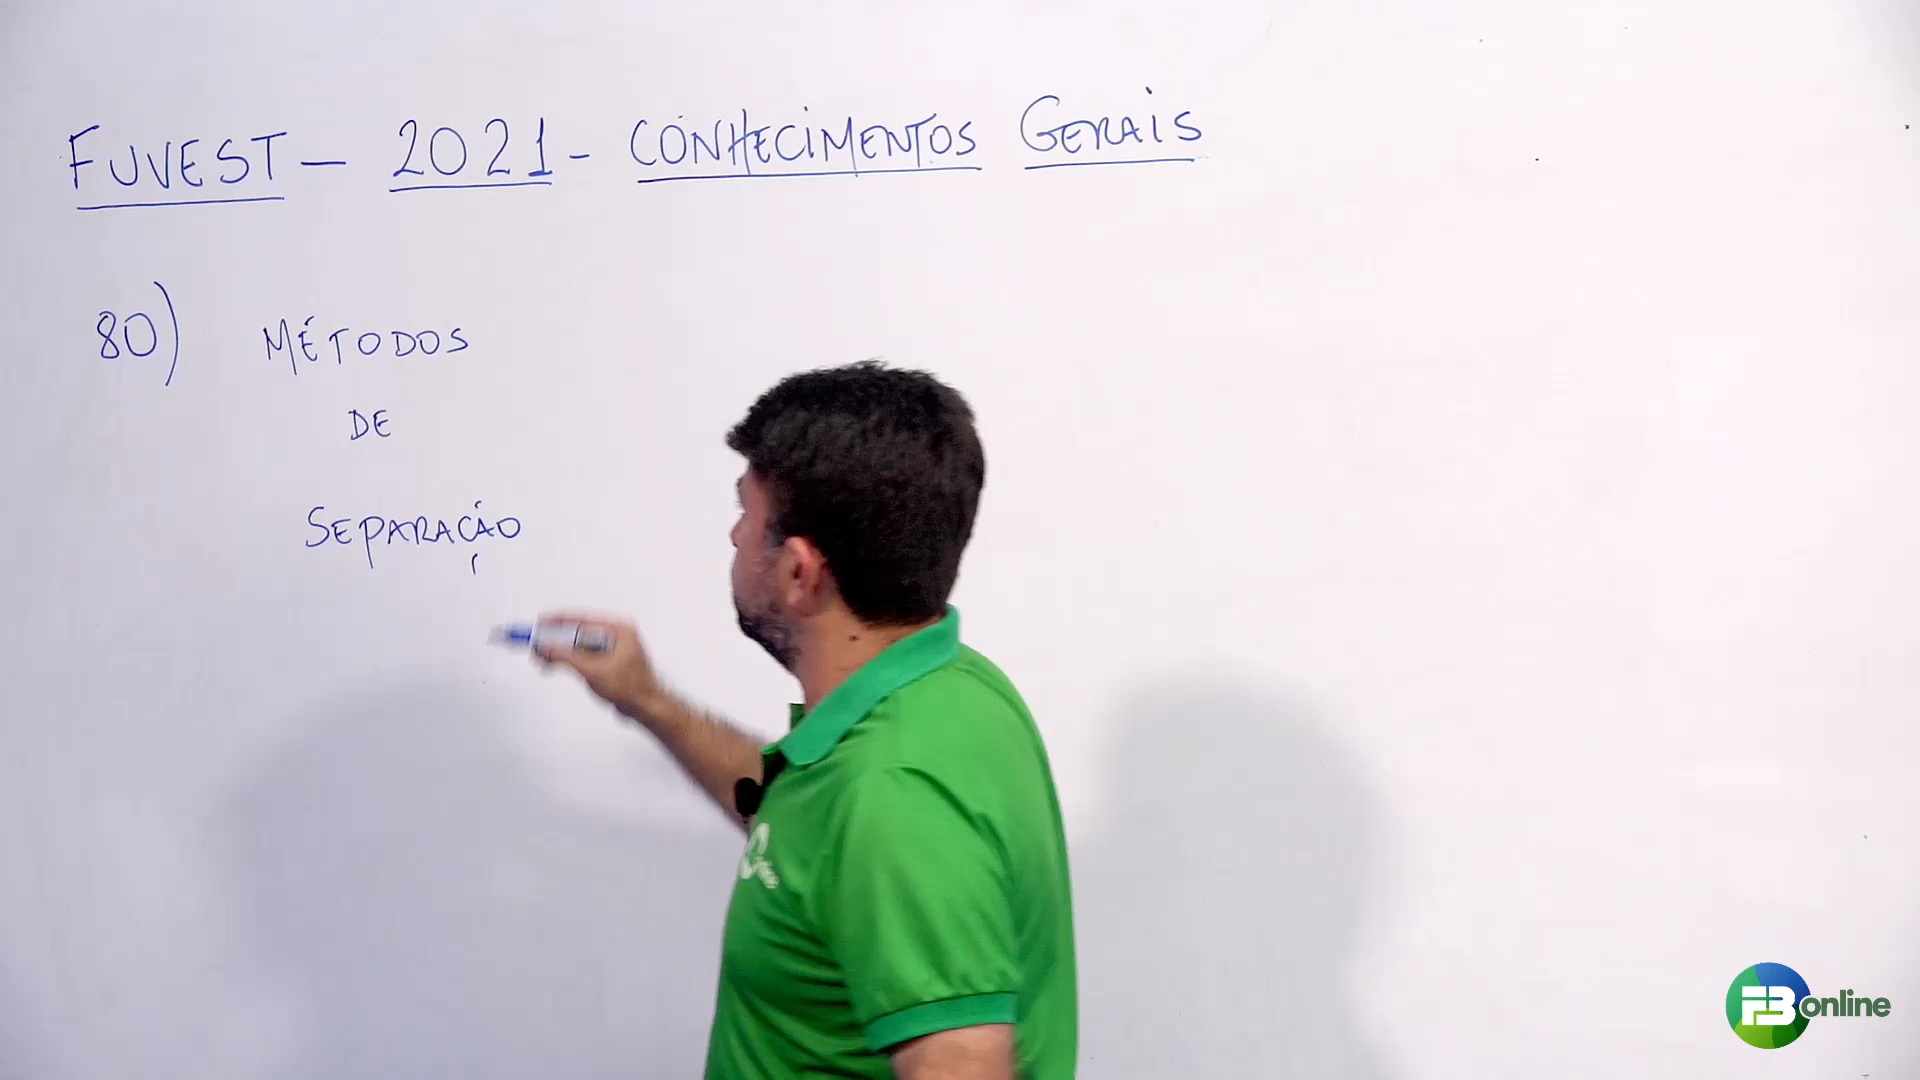 FUVEST - 2021 - CONHECIMENTOS GERAIS
80) MÉTODOS
DE
SEPARAÇÃO
FB online